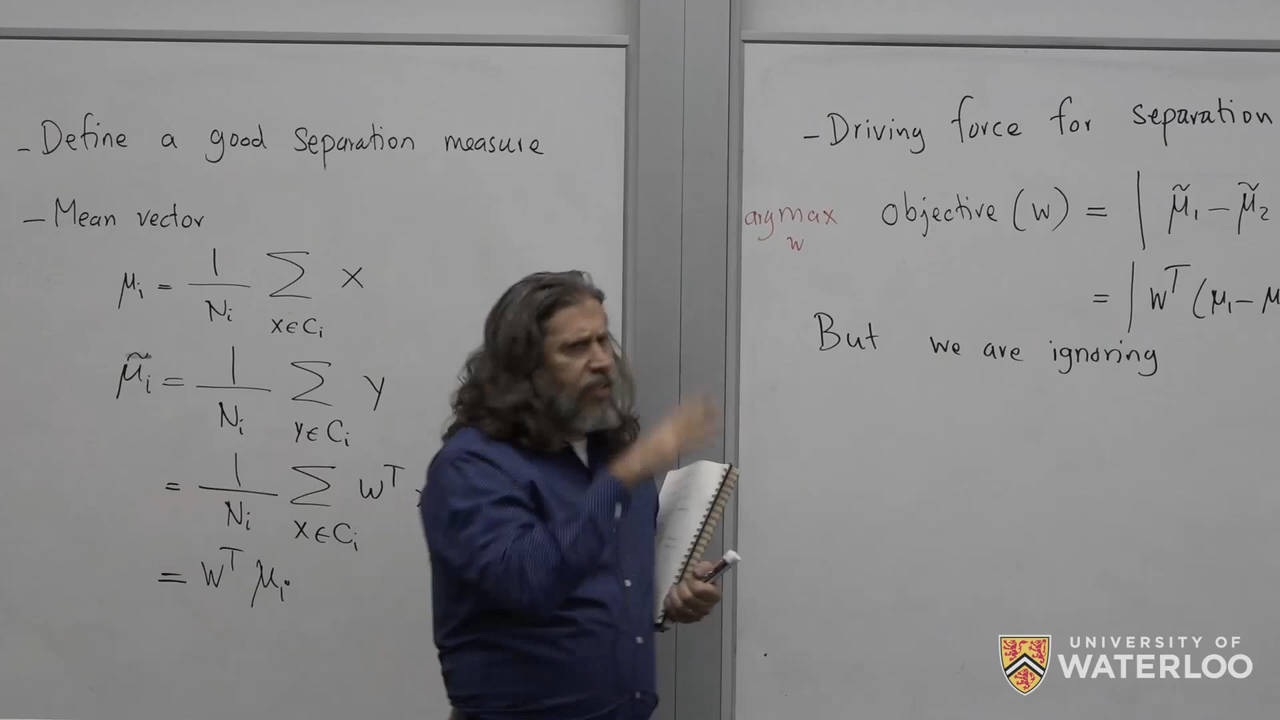 - Define a good separation measure
- Mean vector
μi = 1/Ni ∑ x∈Ci x
μ̃i = 1/Ni ∑ y∈Ci y
= 1/Ni ∑ x∈Ci wT
= wT μi
- Driving force for separation
argmax w objective (w) = | μ̃1 - μ̃2
= | wT (μ1 - μ
But we are ignoring
UNIVERSITY OF
WATERLOO